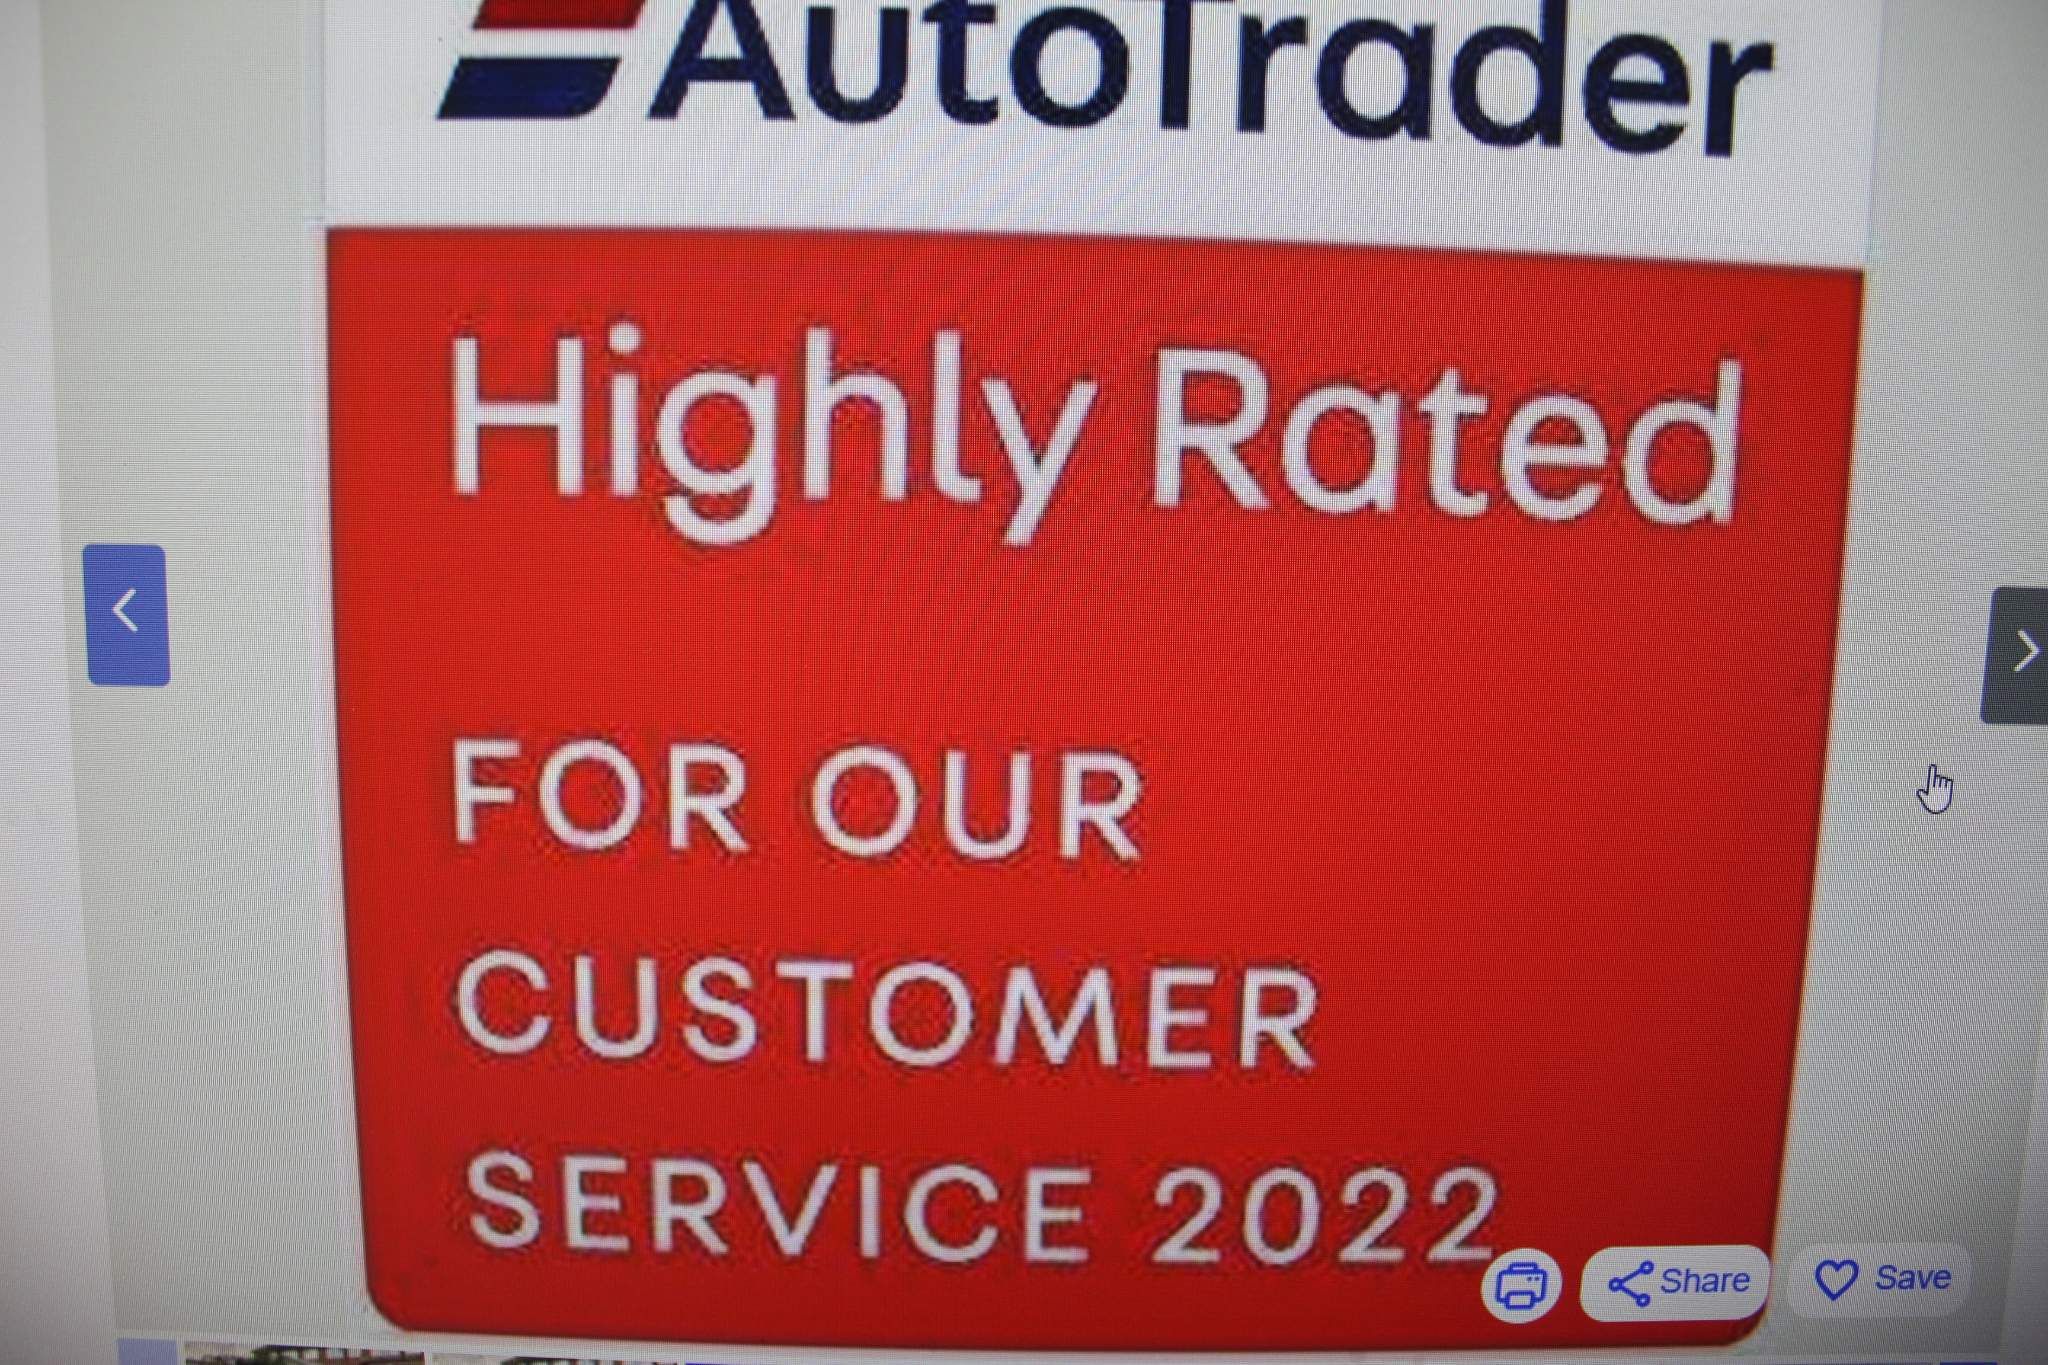 AutoTrader
Highly Rated
FOR OUR
CUSTOMER
SERVICE 2022
Share
Save